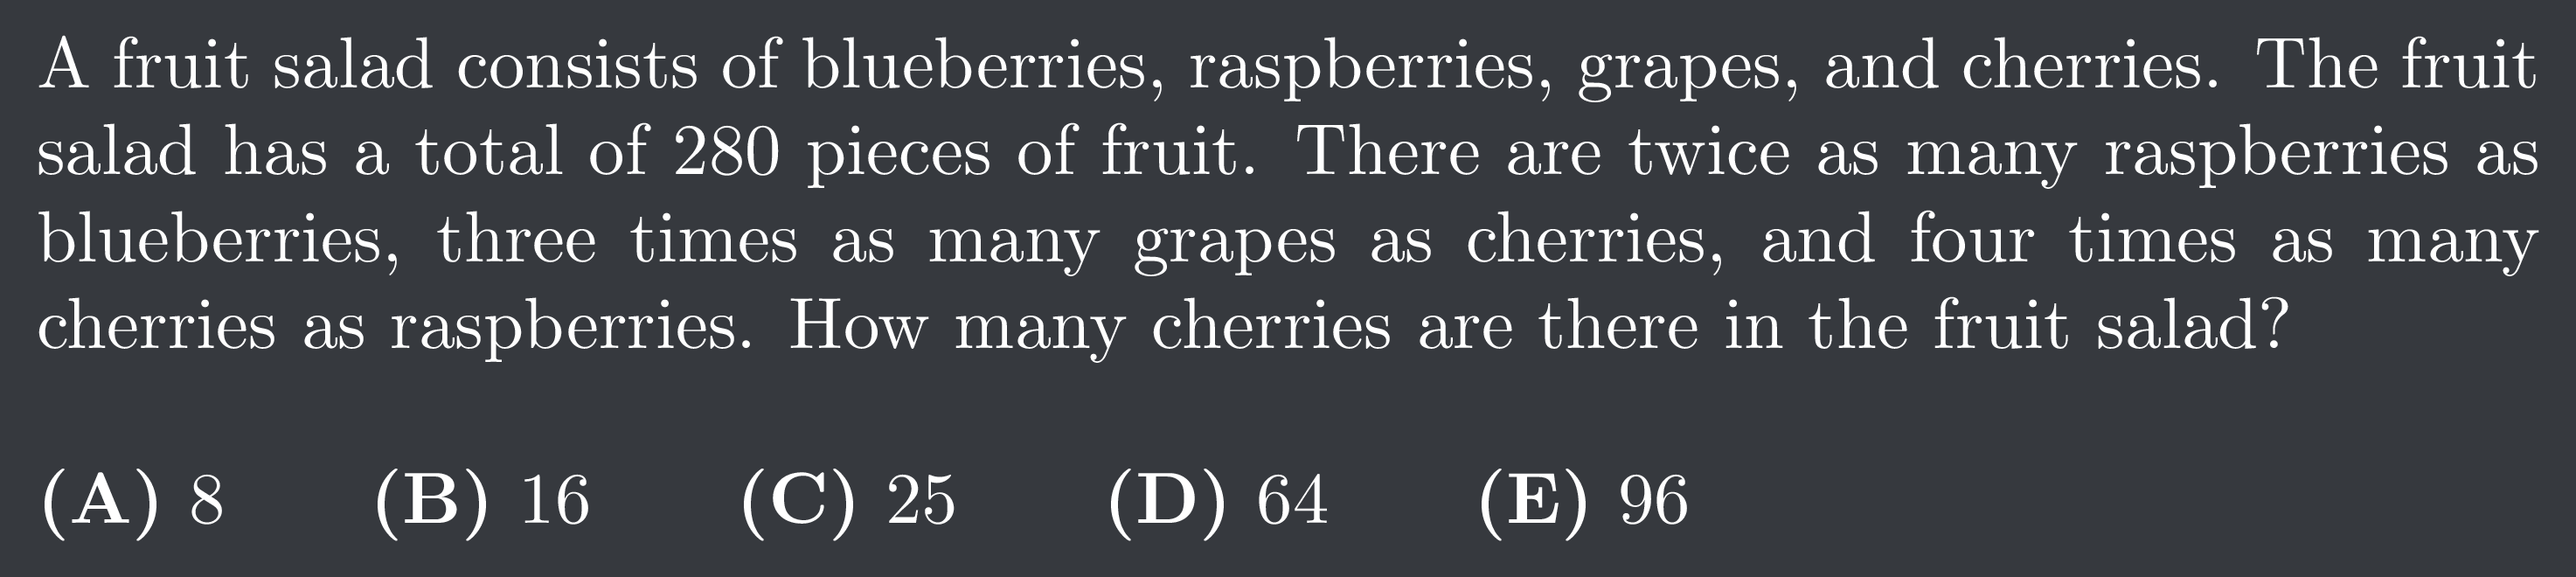 A fruit salad consists of blueberries, raspberries, grapes, and cherries. The fruit
salad has a total of 280 pieces of fruit. There are twice as many raspberries as
blueberries, three times as many grapes as cherries, and four times as many
cherries as raspberries. How many cherries are there in the fruit salad?
(A) 8 (B) 16 (C) 25 (D) 64 (E) 96